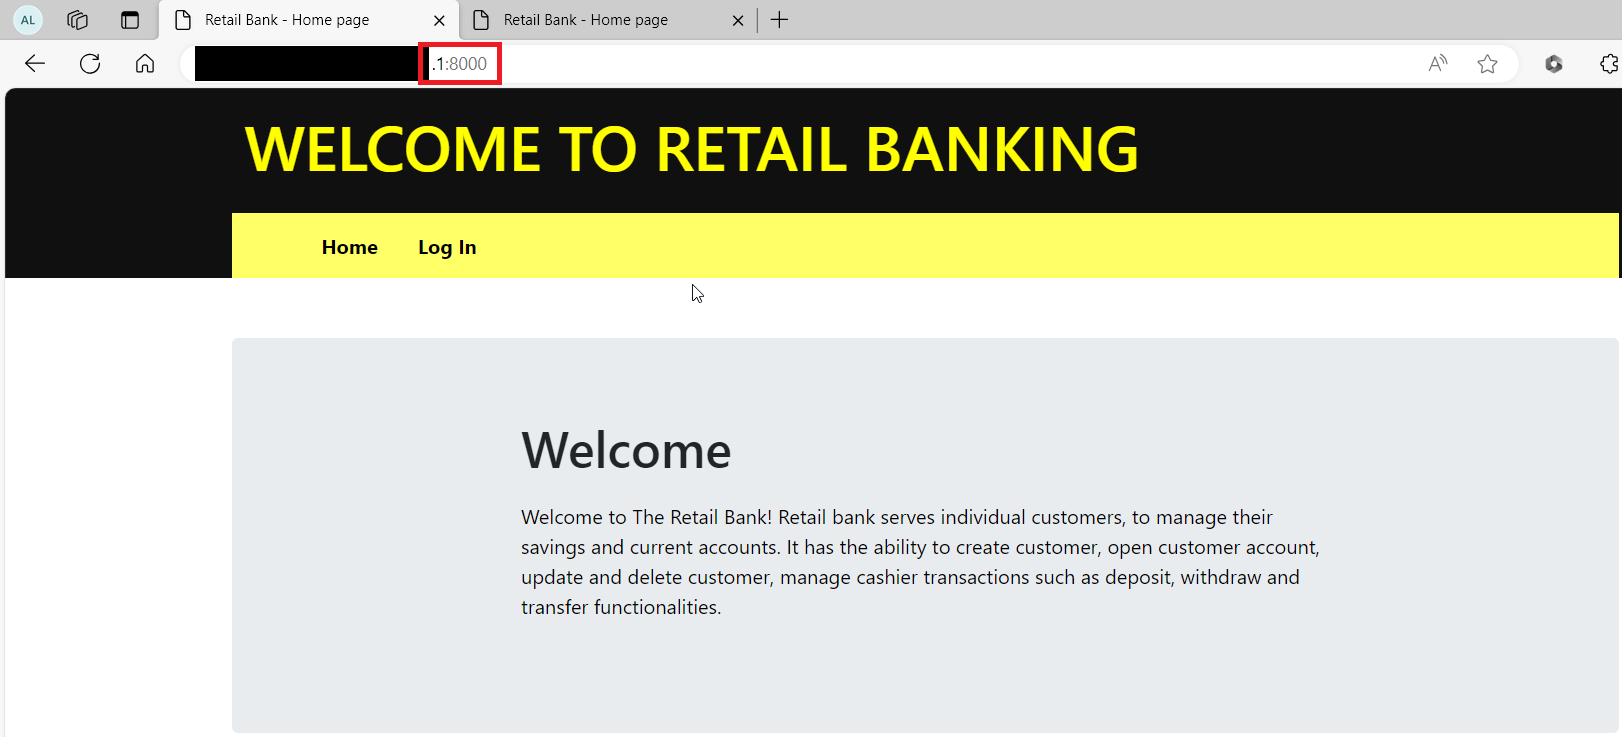 AL
Retail Bank - Home page
Retail Bank - Home page
.1:8000
A
WELCOME TO RETAIL BANKING
Home
Log In
Welcome
Welcome to The Retail Bank! Retail bank serves individual customers, to manage their
savings and current accounts. It has the ability to create customer, open customer account,
update and delete customer, manage cashier transactions such as deposit, withdraw and
transfer functionalities.